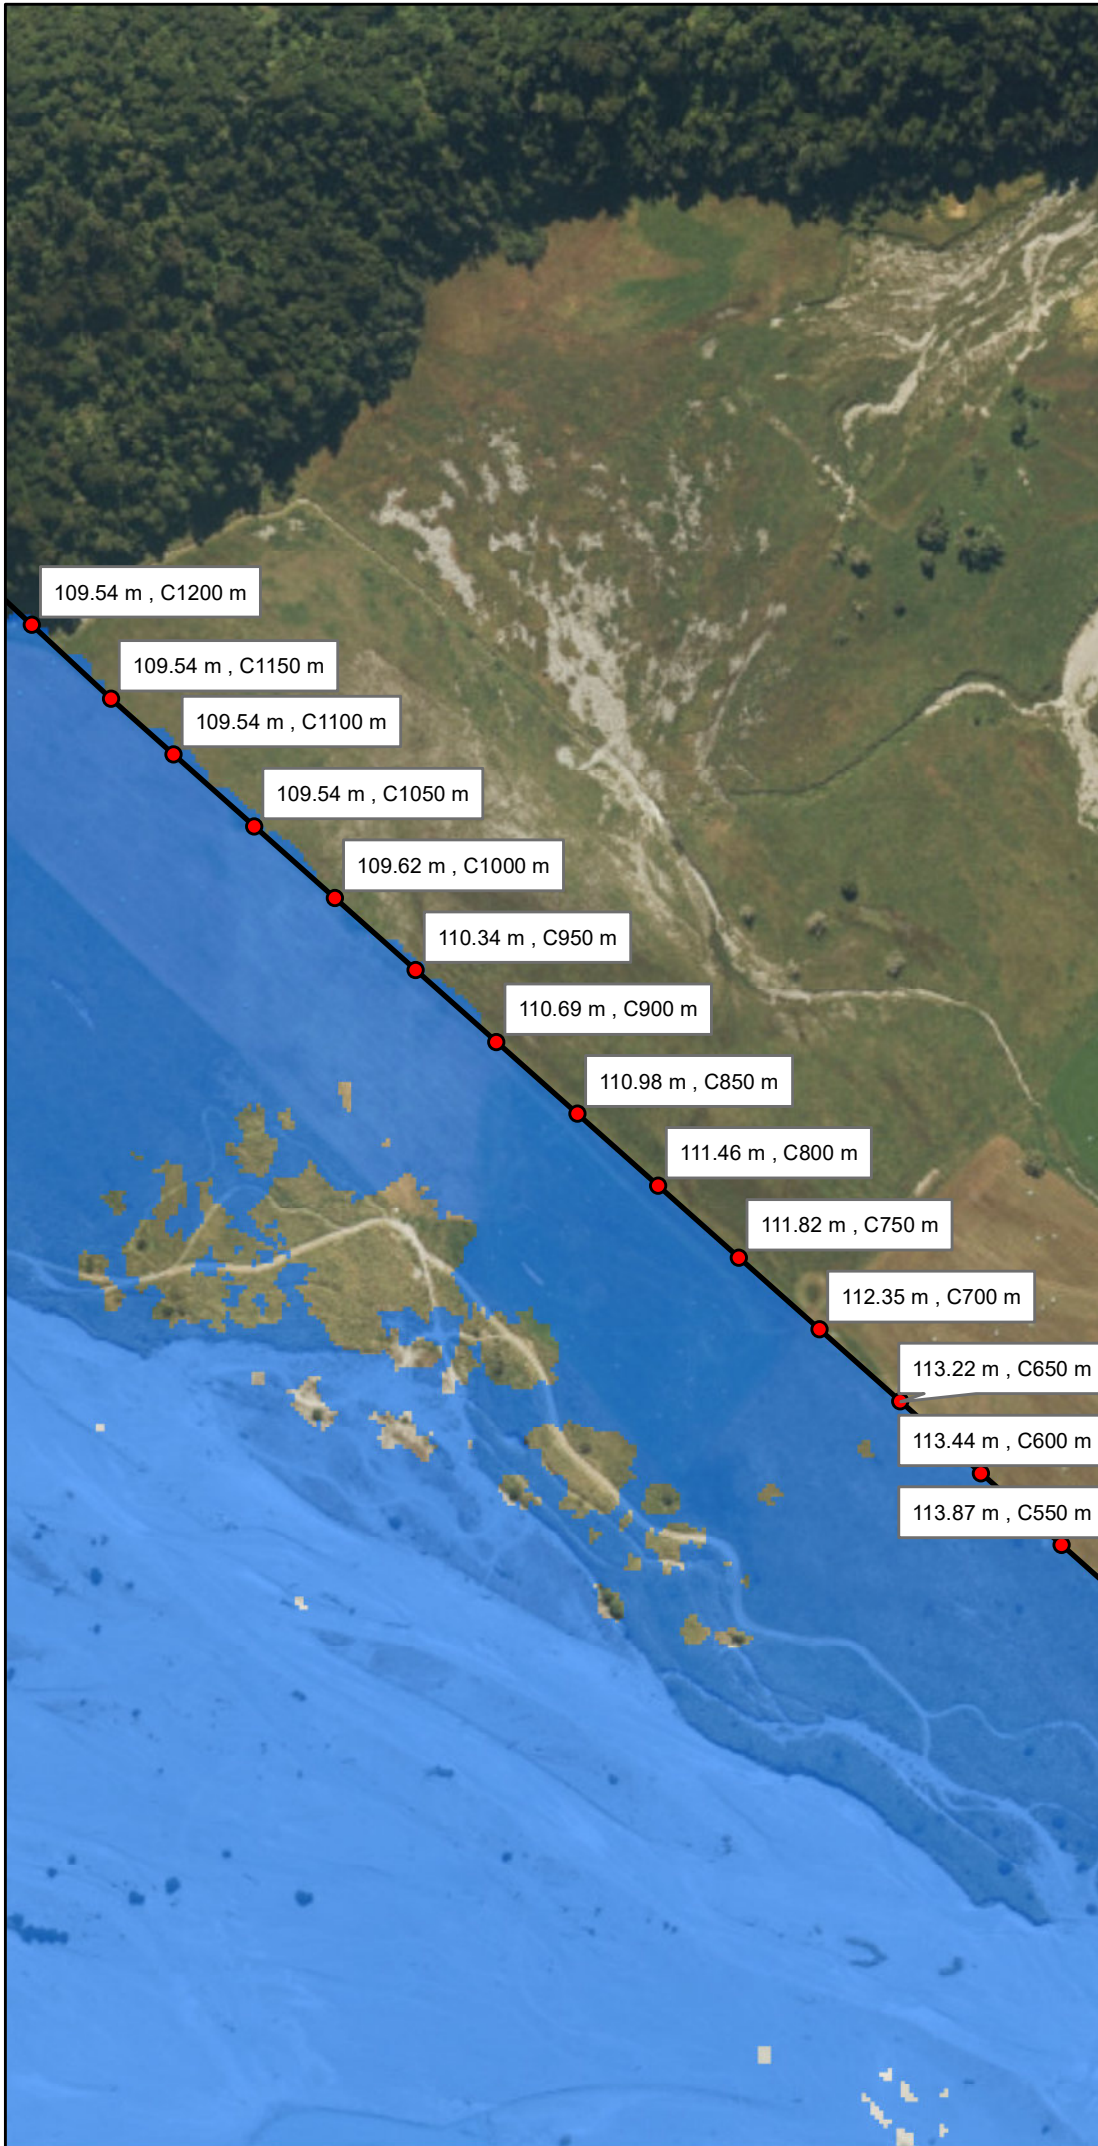 109.54 m , C1200 m
109.54 m , C1150 m
109.54 m , C1100 m
109.54 m , C1050 m
109.62 m , C1000 m
110.34 m , C950 m
110.69 m , C900 m
110.98 m , C850 m
111.46 m , C800 m
111.82 m , C750 m
112.35 m , C700 m
113.22 m , C650 m
113.44 m , C600 m
113.87 m , C550 m